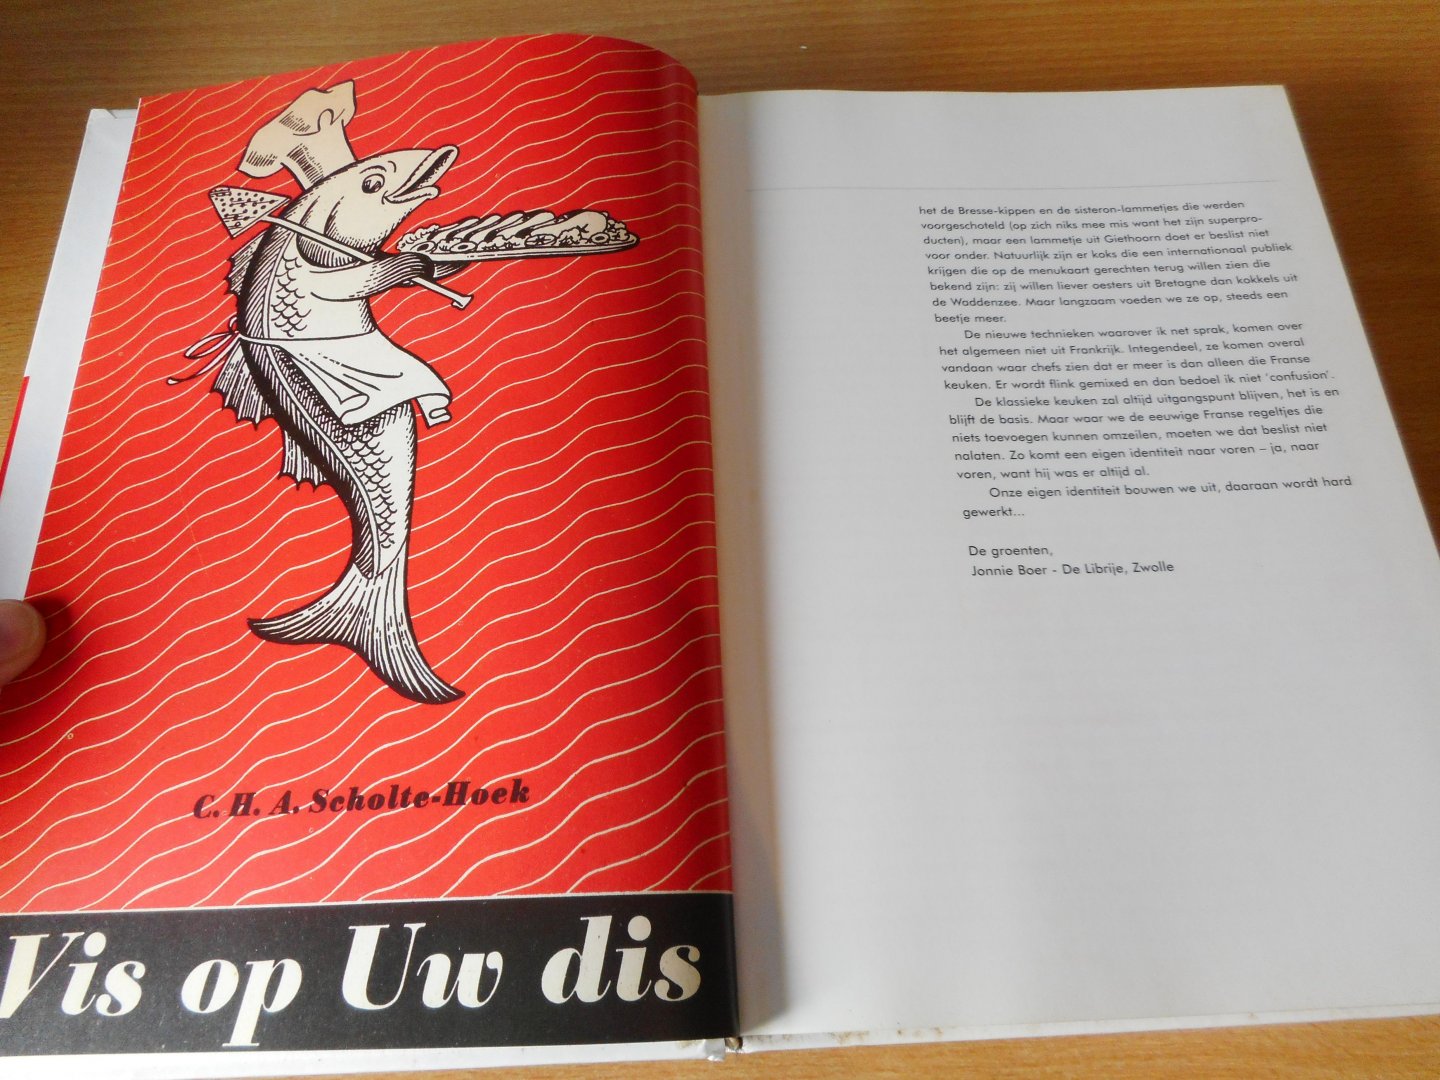 C. H. A. Scholte-Hoek
Vis op Uw dis
het de Bresse-kippen en de sisteron-lammetjes die werden
voorgeschoteld (op zich niks mee mis want het zijn superpro-
ducten), maar een lammetje uit Giethoorn doet er beslist niet
voor onder. Natuurlijk zijn er koks die een internationaal publiek
krijgen die op de menukaart gerechten terug willen zien die
bekend zijn: zij willen liever oesters uit Bretagne dan kokkels uit
de Waddenzee. Maar langzaam voeden we ze op, steeds een
beetje meer.
De nieuwe technieken waarover ik net sprak, komen over
het algemeen niet uit Frankrijk. Integendeel, ze komen overal
vandaan waar chefs zien dat er meer is dan alleen die Franse
keuken. Er wordt flink gemixed en dan bedoel ik niet 'confusion'.
De klassieke keuken zal altijd uitgangspunt blijven, het is en
blijft de basis. Maar waar we de eeuwige Franse regeltjes die
niets toevoegen kunnen omzeilen, moeten we dat beslist niet
nalaten. Zo komt een eigen identiteit naar voren – ja, naar
voren, want hij was er altijd al.
Onze eigen identiteit bouwen we uit, daaraan wordt hard
gewerkt...
De groenten,
Jonnie Boer - De Librije, Zwolle